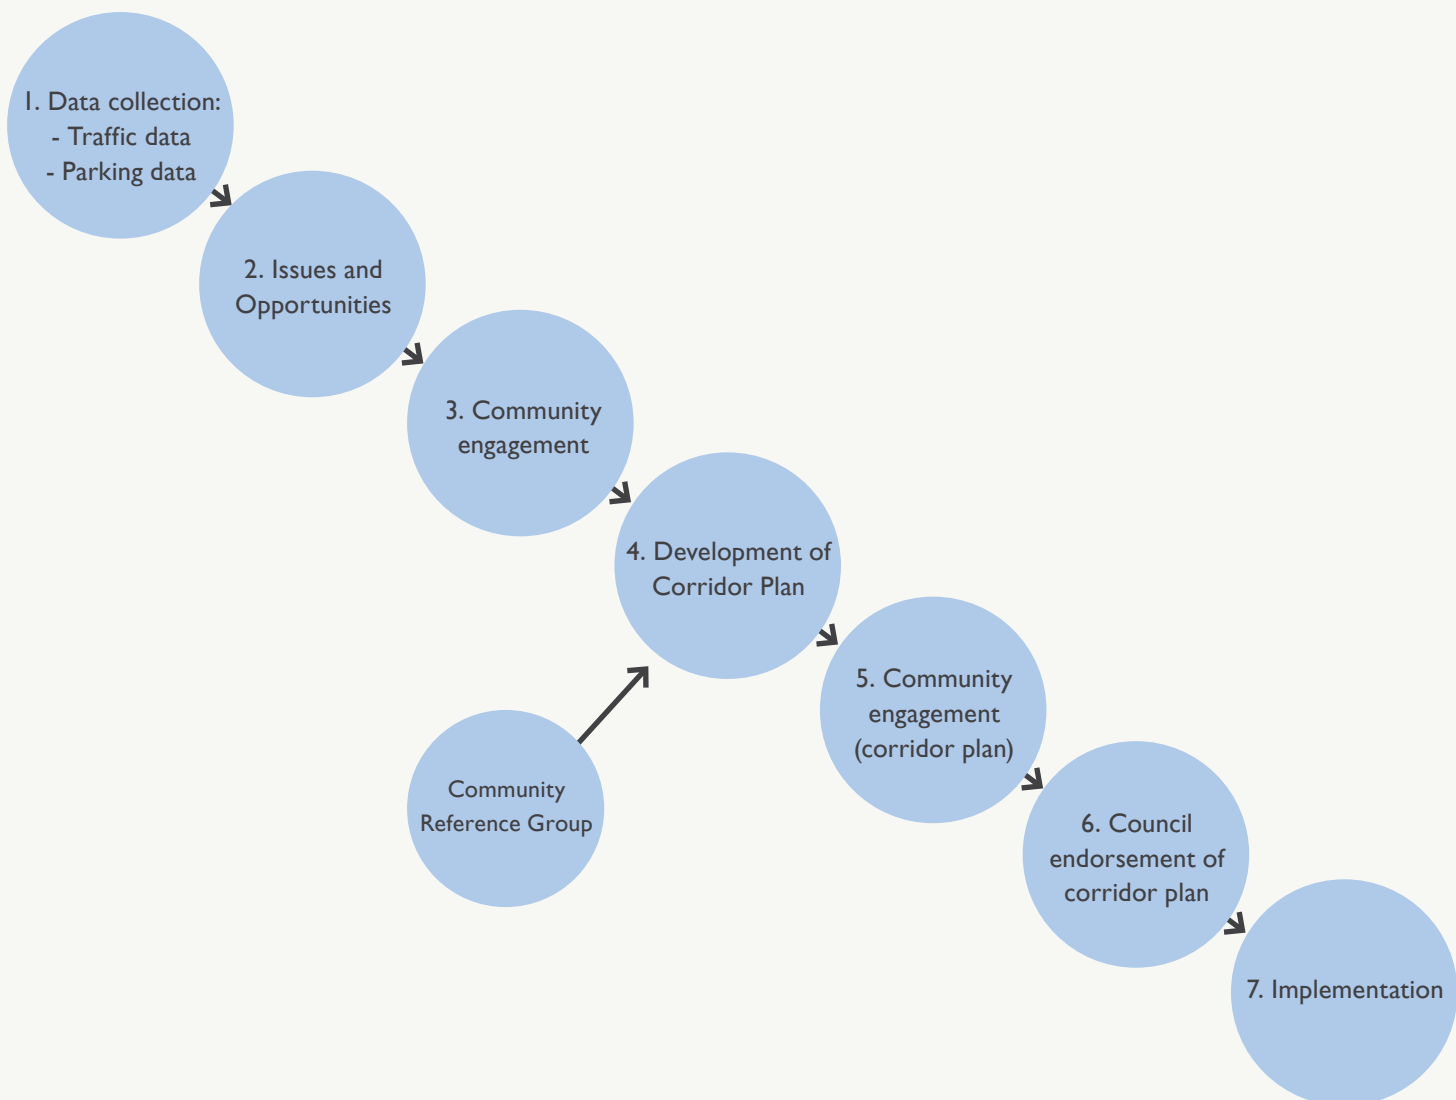 1. Data collection:
- Traffic data
- Parking data
2. Issues and
Opportunities
3. Community
engagement
4. Development of
Corridor Plan
Community
Reference Group
5. Community
engagement
(corridor plan)
6. Council
endorsement of
corridor plan
7. Implementation